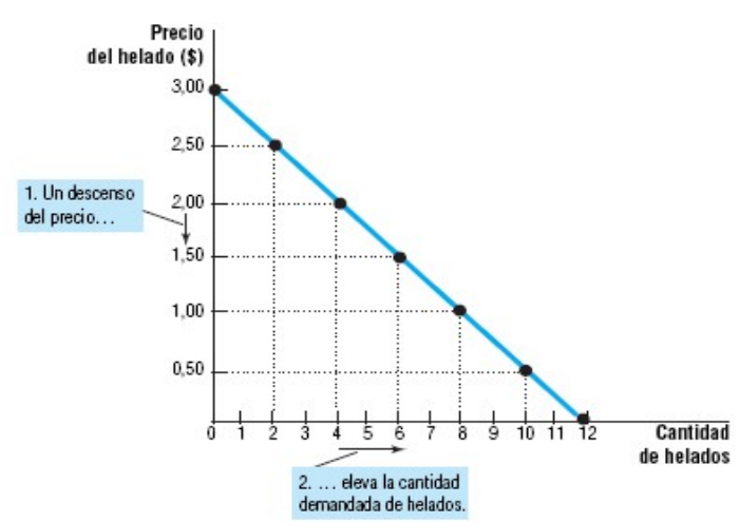 Precio
del helado ($)
3,00
2,50
2,00
1,50
1,00
0,50
1. Un descenso
del precio...
0 1 2 3 4 5 6 7 8 9 10 11 12
Cantidad
de helados
2. ... eleva la cantidad
demandada de helados.